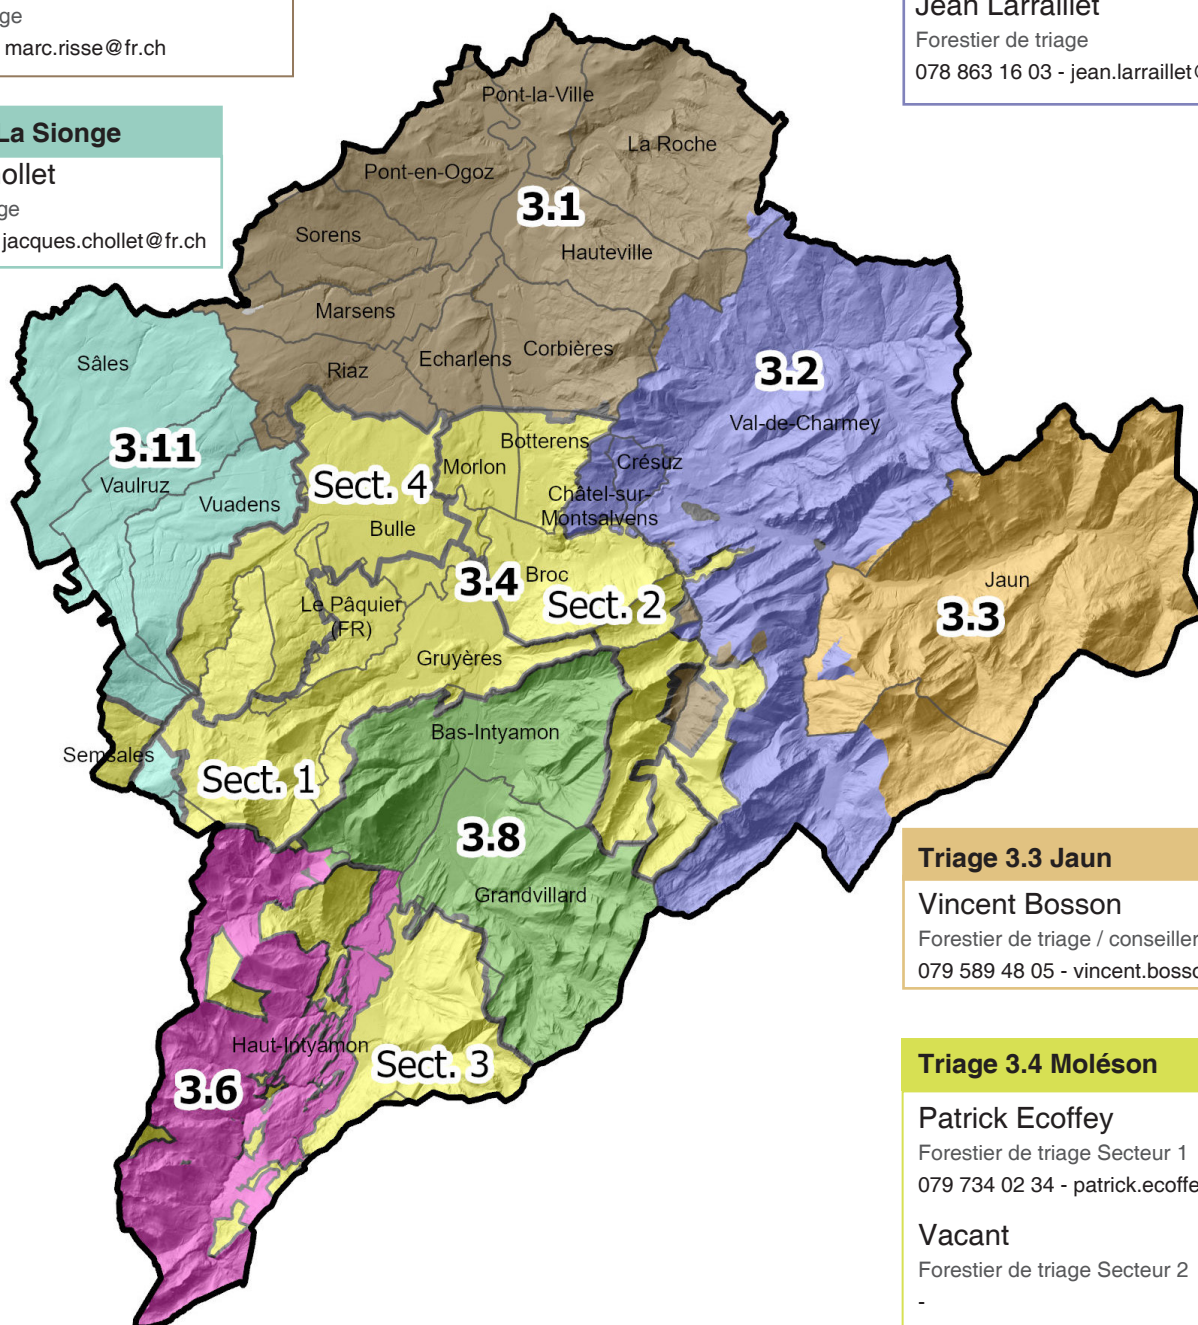 ge
marc.risse@fr.ch
Jean Larraillet
Forestier de triage
078 863 16 03 - jean.larraillet
La Sionge
ollet
ge
jacques.chollet@fr.ch
Pont-la-Ville
La Roche
Pont-en-Ogoz
3.1
Sorens
Hauteville
Marsens
Echarlens
Corbières
Riaz
Sâles
3.2
Val-de-Charmey
3.11
Botterens
Morlon
Crésuz
Vaulruz
Sect. 4
Châtel-sur-
Montsalvens
Vuadens
Bulle
3.4
Broc
Sect. 2
Jaun
3.3
Le Pâquier
(FR)
Gruyères
Semsales
Bas-Intyamon
Sect. 1
3.8
Grandvillard
Haut-Intyamon
Sect. 3
3.6
Triage 3.3 Jaun
Vincent Bosson
Forestier de triage / conseiller
079 589 48 05 - vincent.boss
Triage 3.4 Moléson
Patrick Ecoffey
Forestier de triage Secteur 1
079 734 02 34 - patrick.ecoffe
Vacant
Forestier de triage Secteur 2
-